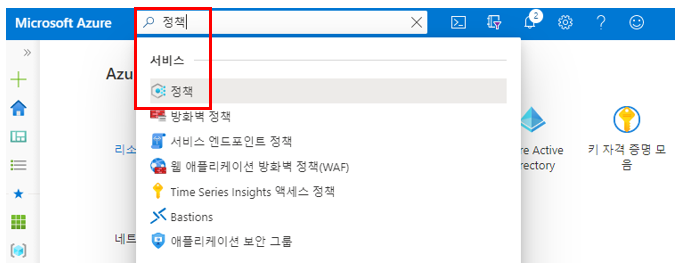 Microsoft Azure
정책
2
서비스
Azu
정책
방화벽 정책
서비스 엔드포인트 정책
웹 애플리케이션 방화벽 정책(WAF)
Time Series Insights 액세스 정책
Bastions
애플리케이션 보안 그룹
리소
re Active
rectory
키 자격 증명 모
음
네트